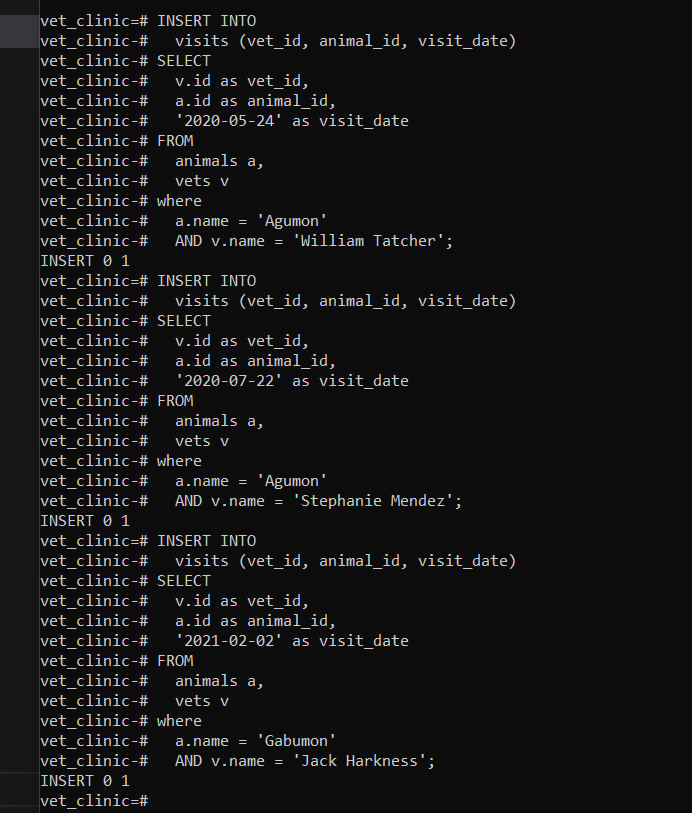 vet_clinic=# INSERT INTO
vet_clinic-#   visits (vet_id, animal_id, visit_date)
vet_clinic-# SELECT
vet_clinic-#   v.id as vet_id,
vet_clinic-#   a.id as animal_id,
vet_clinic-#   '2020-05-24' as visit_date
vet_clinic-# FROM
vet_clinic-#   animals a,
vet_clinic-#   vets v
vet_clinic-# where
vet_clinic-#   a.name = 'Agumon'
vet_clinic-#   AND v.name = 'William Tatcher';
INSERT 0 1
vet_clinic=# INSERT INTO
vet_clinic-#   visits (vet_id, animal_id, visit_date)
vet_clinic-# SELECT
vet_clinic-#   v.id as vet_id,
vet_clinic-#   a.id as animal_id,
vet_clinic-#   '2020-07-22' as visit_date
vet_clinic-# FROM
vet_clinic-#   animals a,
vet_clinic-#   vets v
vet_clinic-# where
vet_clinic-#   a.name = 'Agumon'
vet_clinic-#   AND v.name = 'Stephanie Mendez';
INSERT 0 1
vet_clinic=# INSERT INTO
vet_clinic-#   visits (vet_id, animal_id, visit_date)
vet_clinic-# SELECT
vet_clinic-#   v.id as vet_id,
vet_clinic-#   a.id as animal_id,
vet_clinic-#   '2021-02-02' as visit_date
vet_clinic-# FROM
vet_clinic-#   animals a,
vet_clinic-#   vets v
vet_clinic-# where
vet_clinic-#   a.name = 'Gabumon'
vet_clinic-#   AND v.name = 'Jack Harkness';
INSERT 0 1
vet_clinic=#